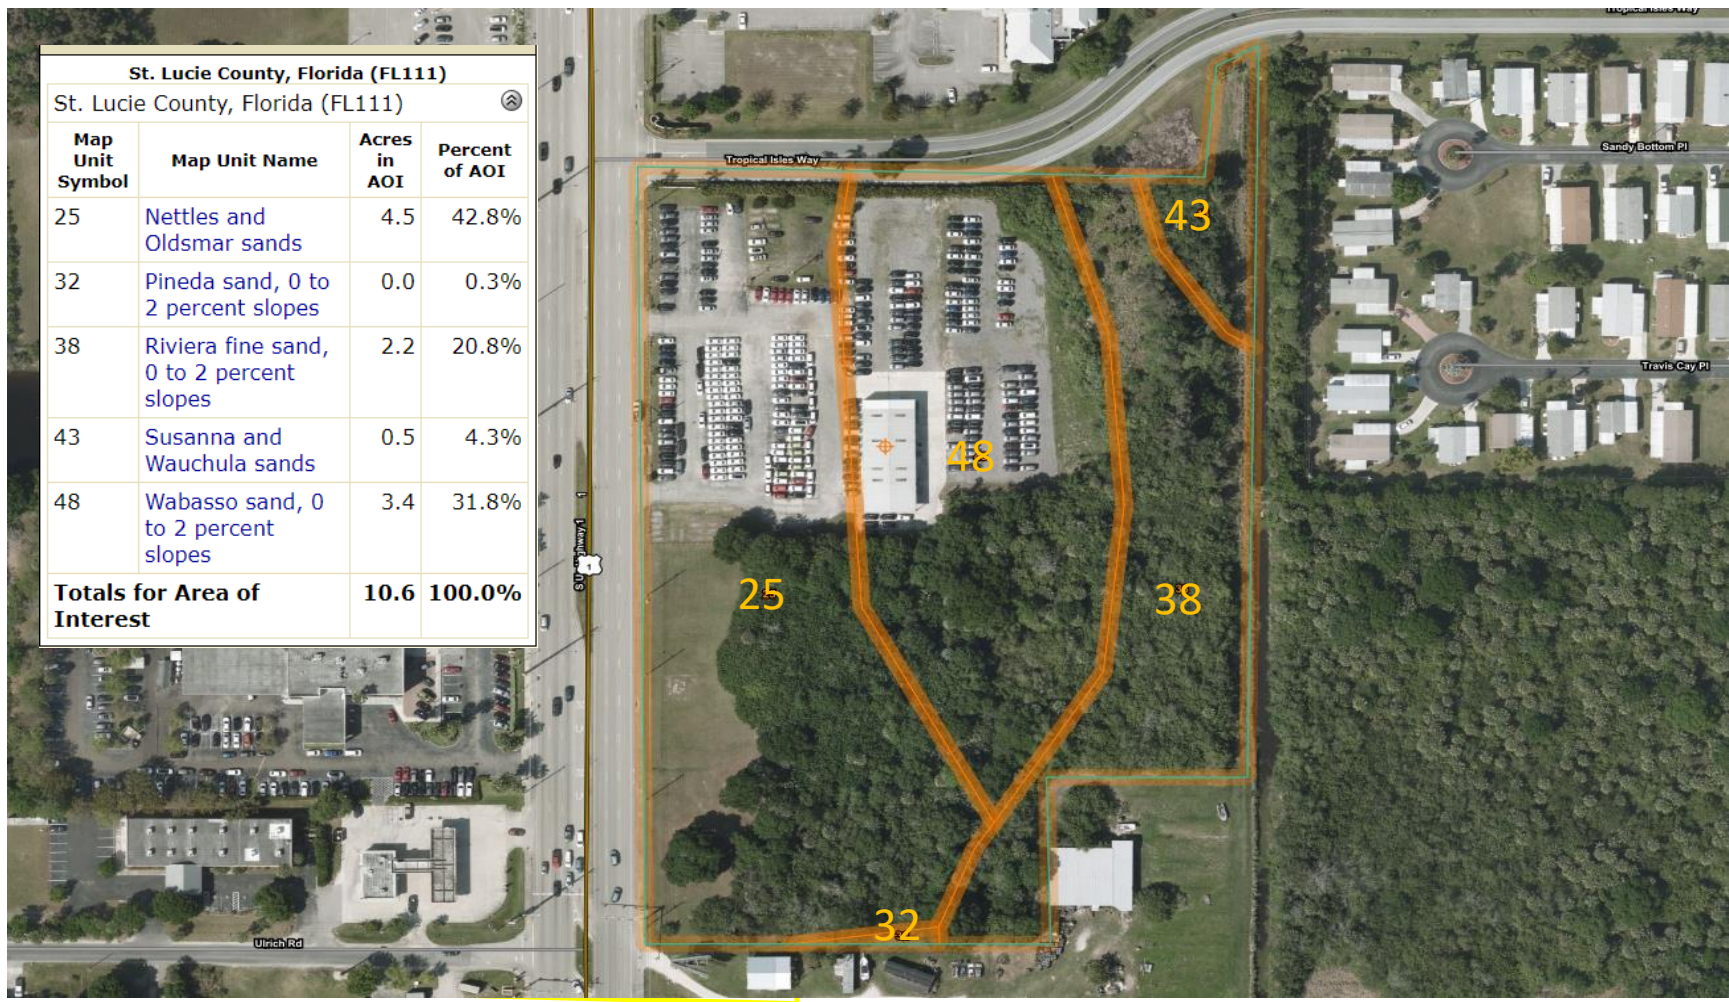 Tropical Isles Way
St. Lucie County, Florida (FL111)
St. Lucie County, Florida (FL111)
Map Unit Symbol
Map Unit Name
Acres in AOI
Percent of AOI
25 Nettles and Oldsmar sands 4.5 42.8%
32 Pineda sand, 0 to 2 percent slopes 0.0 0.3%
38 Riviera fine sand, 0 to 2 percent slopes 2.2 20.8%
43 Susanna and Wauchula sands 0.5 4.3%
48 Wabasso sand, 0 to 2 percent slopes 3.4 31.8%
Totals for Area of Interest 10.6 100.0%
Tropical Isles Way
Sandy Bottom Pl
43
Travis Cay Pl
48
1
1
25
38
32
Ulrich Rd